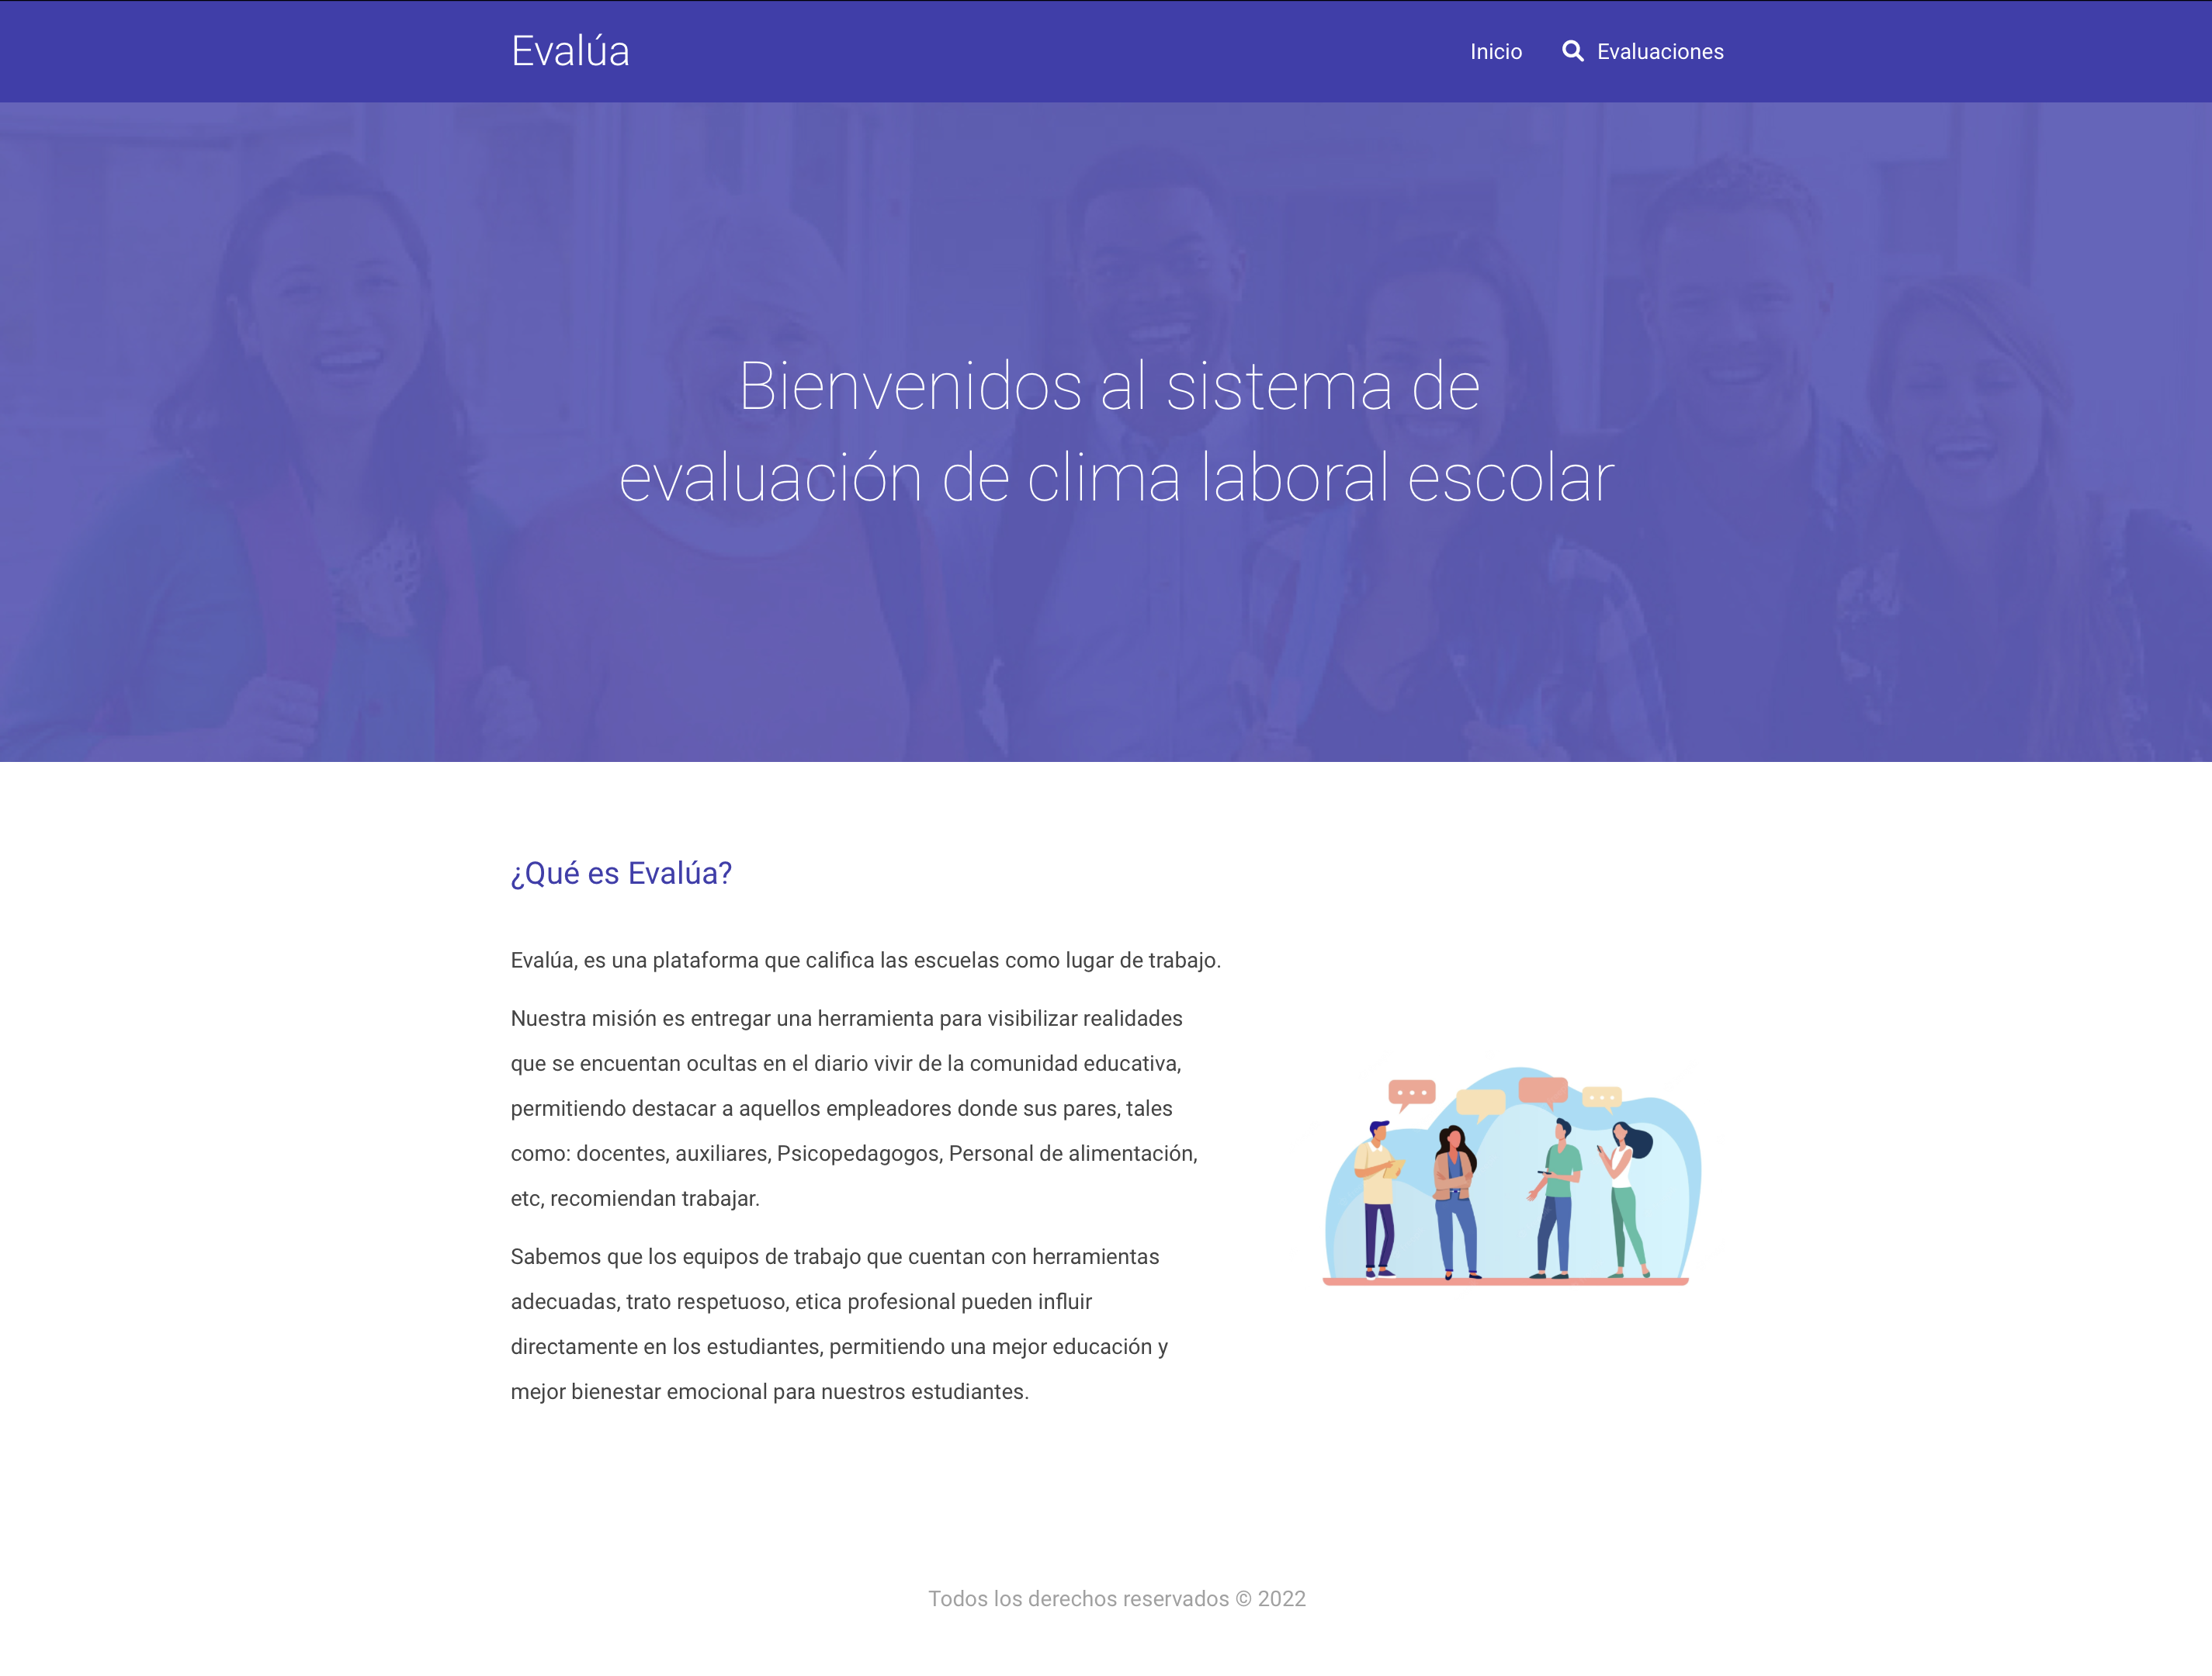 Evalúa
Inicio
Evaluaciones
Bienvenidos al sistema de
evaluación de clima laboral escolar
¿Qué es Evalúa?
Evalúa, es una plataforma que califica las escuelas como lugar de trabajo.
Nuestra misión es entregar una herramienta para visibilizar realidades
que se encuentan ocultas en el diario vivir de la comunidad educativa,
permitiendo destacar a aquellos empleadores donde sus pares, tales
como: docentes, auxiliares, Psicopedagogos, Personal de alimentación,
etc, recomiendan trabajar.
Sabemos que los equipos de trabajo que cuentan con herramientas
adecuadas, trato respetuoso, etica profesional pueden influir
directamente en los estudiantes, permitiendo una mejor educación y
mejor bienestar emocional para nuestros estudiantes.
Todos los derechos reservados © 2022